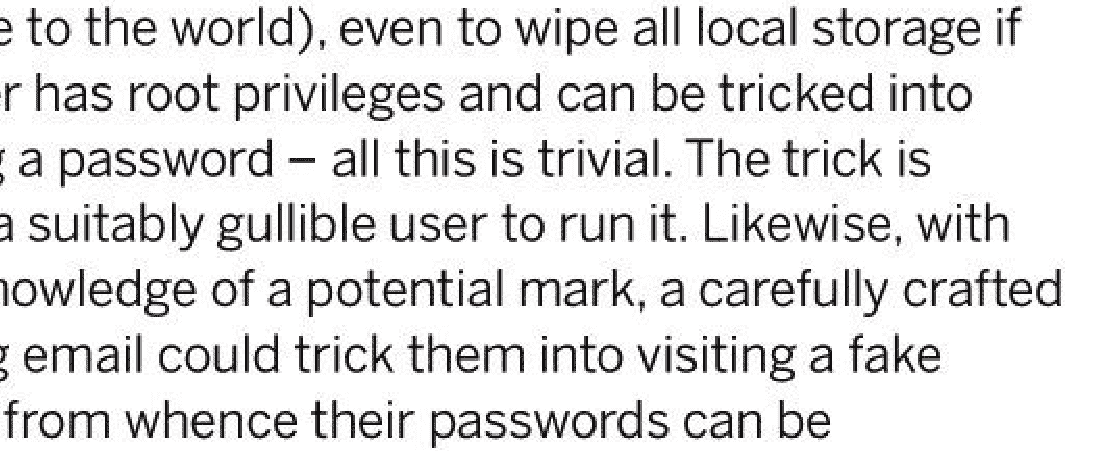 e to the world), even to wipe all local storage if
r has root privileges and can be tricked into
g a password – all this is trivial. The trick is
a suitably gullible user to run it. Likewise, with
nowledge of a potential mark, a carefully crafted
g email could trick them into visiting a fake
from whence their passwords can be